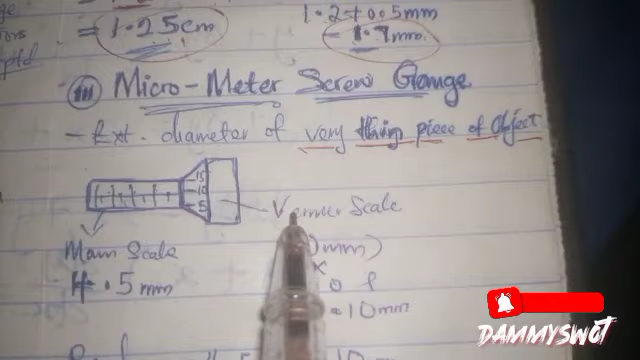 = 1.25cm
1.2+0.5mm
= 1.7mm
(iii) Micro-Meter Screw Gauge
- Ext. diameter of very thin piece of object
15
10
5
Vernier Scale
Main Scale
mm)
4.5mm
x
=10mm
DAMMYSWOT